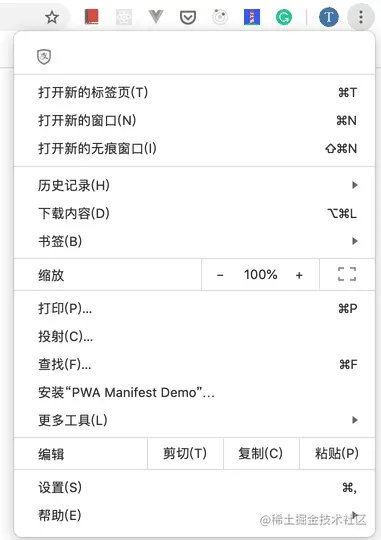 T
支
打开新的标签页(T) ⌘T
打开新的窗口(N) ⌘N
打开新的无痕窗口(I) ⇧⌘N
历史记录(H)
下载内容(D) ⌥⌘L
书签(B)
缩放 − 100% +
打印(P)... ⌘P
投射(C)...
查找(F)... ⌘F
安装“PWA Manifest Demo”...
更多工具(L)
编辑 剪切(T) 复制(C) 粘贴(P)
设置(S) ⌘,
帮助(E)
@稀土掘金技术社区